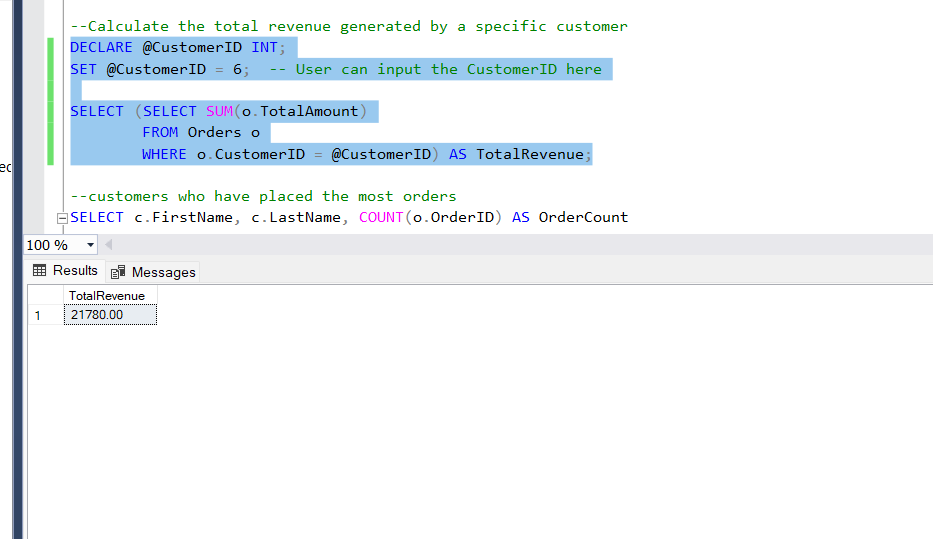 --Calculate the total revenue generated by a specific customer
DECLARE @CustomerID INT;
SET @CustomerID = 6;  -- User can input the CustomerID here
SELECT (SELECT SUM(o.TotalAmount)
FROM Orders o
WHERE o.CustomerID = @CustomerID) AS TotalRevenue;
--customers who have placed the most orders
SELECT c.FirstName, c.LastName, COUNT(o.OrderID) AS OrderCount
100 %
Results Messages
TotalRevenue
1 21780.00